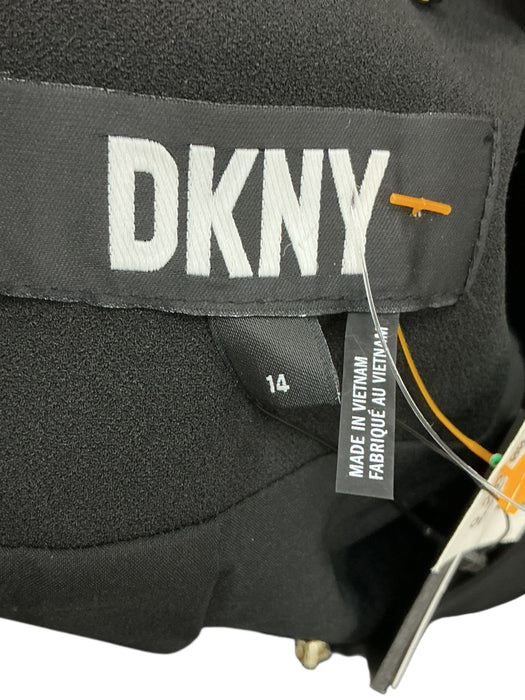 DKNY
14
MADE IN VIETNAM
FABRIQUÉ AU VIETNAM